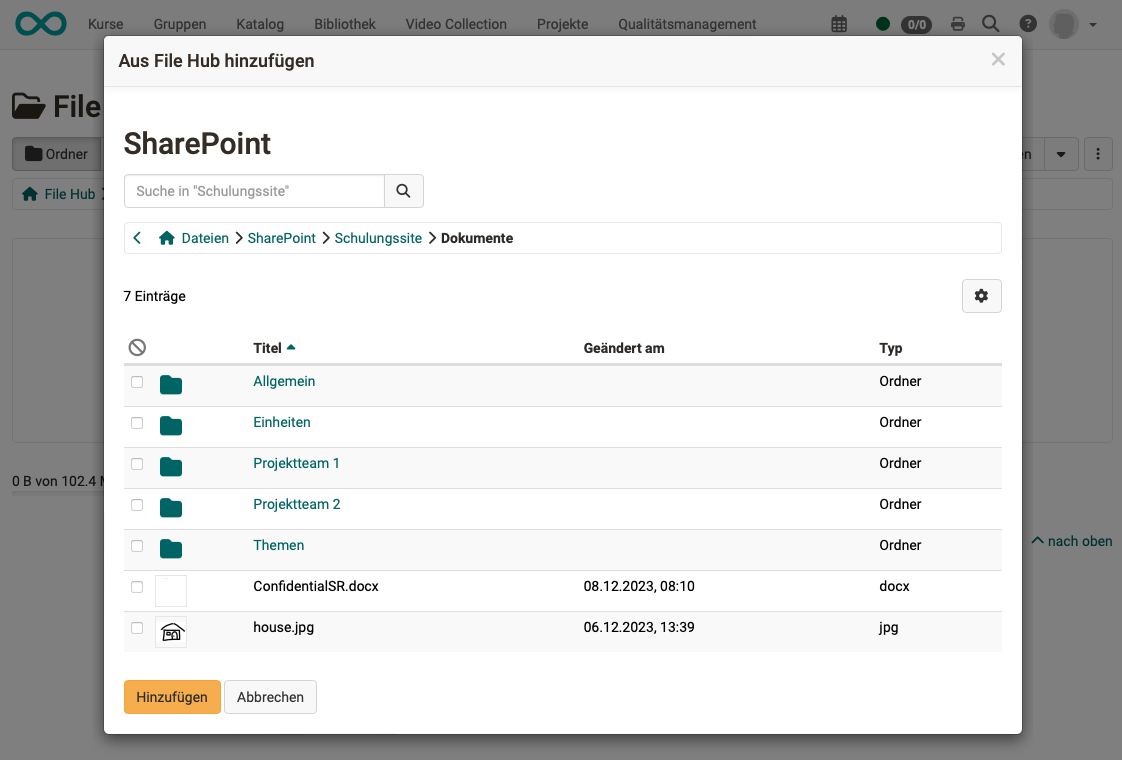 Kurse Gruppen Katalog Bibliothek Video Collection Projekte Qualitätsmanagement 0/0 ?
Aus File Hub hinzufügen ×
File
SharePoint
Ordner
Suche in "Schulungssite"
File Hub
Dateien SharePoint Schulungssite Dokumente
7 Einträge
Titel Geändert am Typ
Allgemein Ordner
Einheiten Ordner
Projektteam 1 Ordner
0 B von 102.4
Projektteam 2 Ordner
Themen Ordner
nach oben
ConfidentialSR.docx 08.12.2023, 08:10 docx
house.jpg 06.12.2023, 13:39 jpg
Hinzufügen Abbrechen